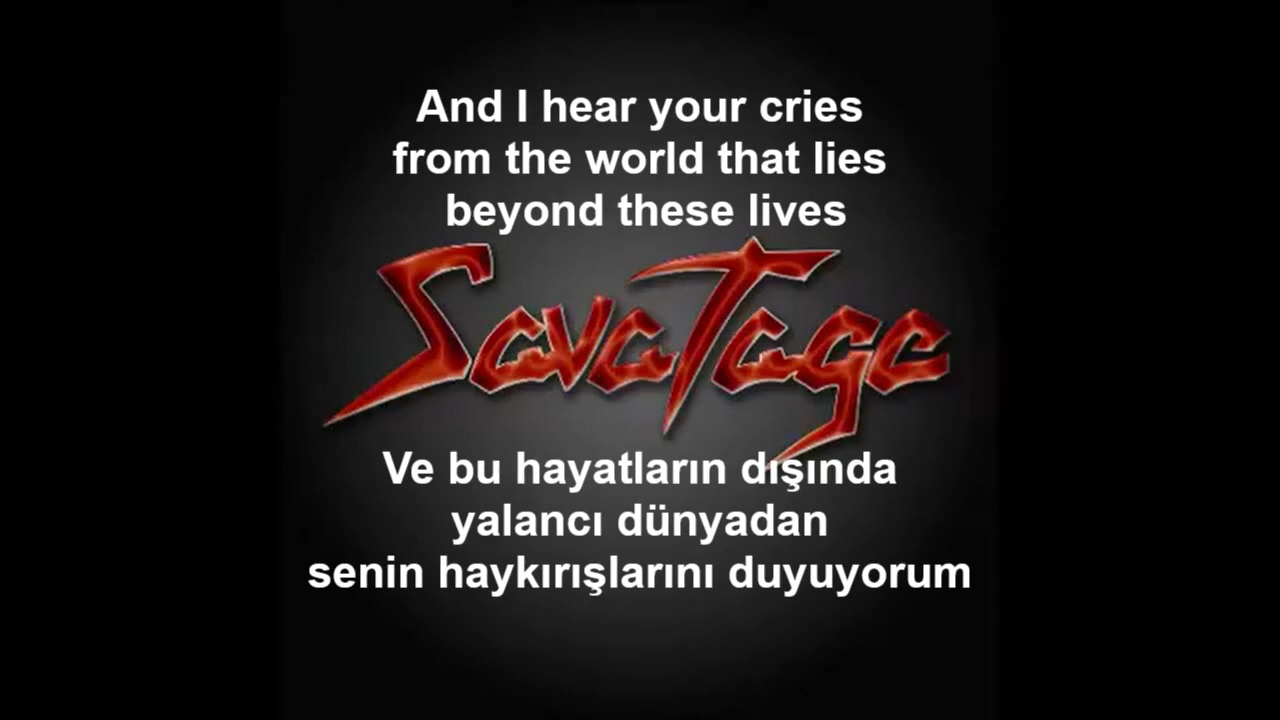 And I hear your cries
from the world that lies
beyond these lives
SavaTage
Ve bu hayatların dışında
yalancı dünyadan
senin haykırışlarını duyuyorum